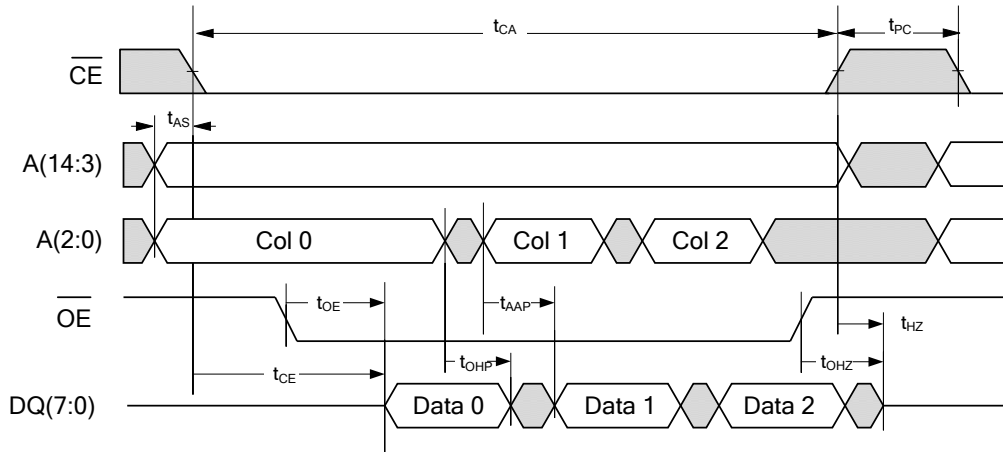 tCA
tPC
CE
tAS
A(14:3)
A(2:0)
Col 0
Col 1
Col 2
OE
tOE
tAAP
tHZ
tCE
tOHP
tOHZ
DQ(7:0)
Data 0
Data 1
Data 2